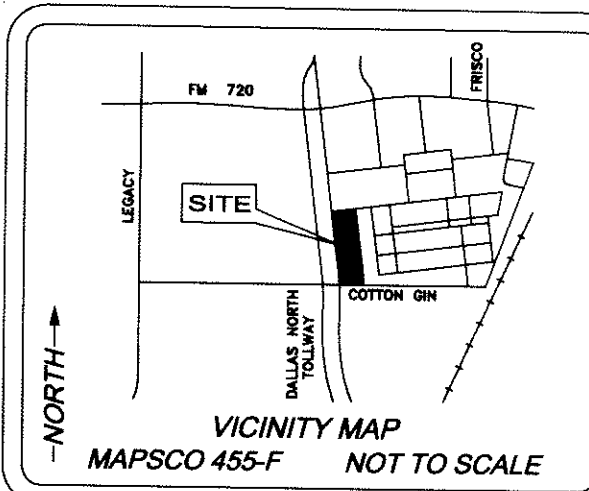 FM 720
FRISCO
LEGACY
SITE
COTTON GIN
DALLAS NORTH
TOLLWAY
NORTH
VICINITY MAP
MAPSCO 455-F NOT TO SCALE